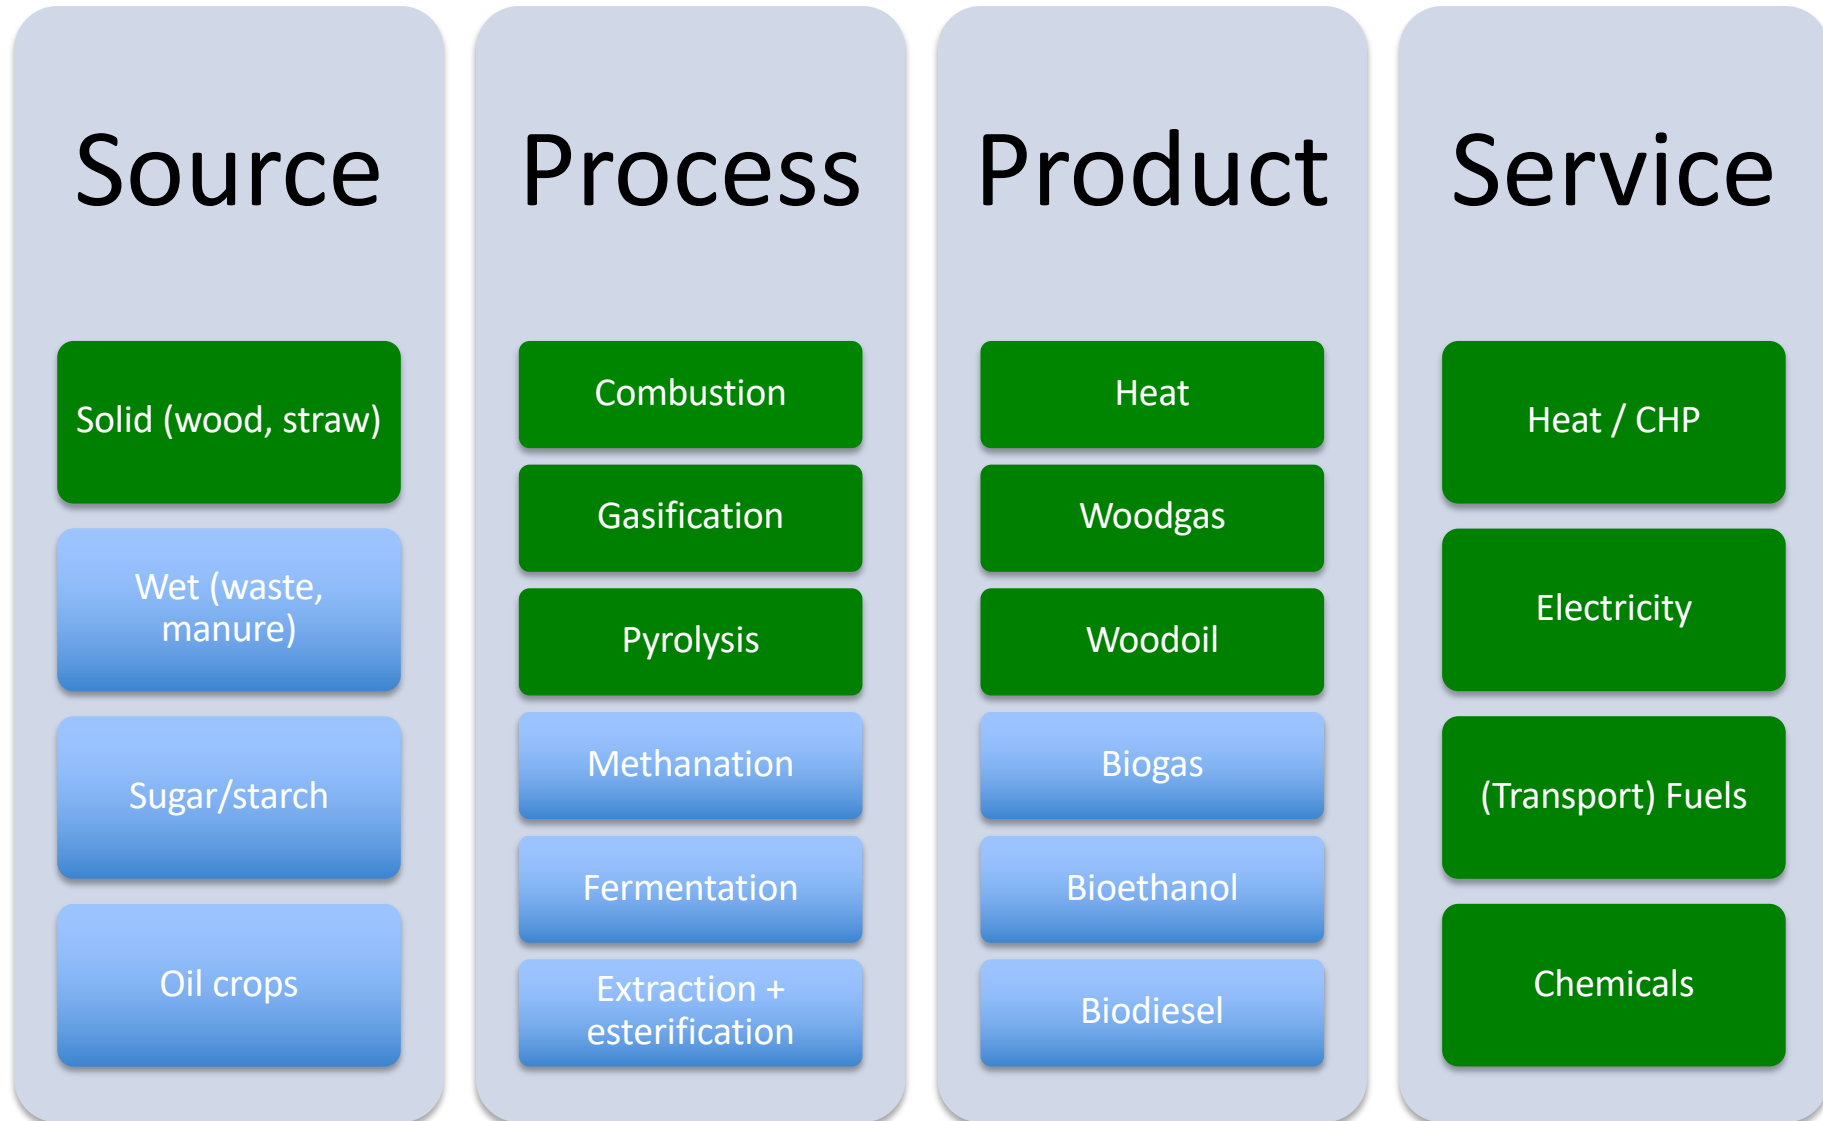 Source
Solid (wood, straw)
Wet (waste,
manure)
Sugar/starch
Oil crops
Process
Combustion
Gasification
Pyrolysis
Methanation
Fermentation
Extraction +
esterification
Product
Heat
Woodgas
Woodoil
Biogas
Bioethanol
Biodiesel
Service
Heat / CHP
Electricity
(Transport) Fuels
Chemicals